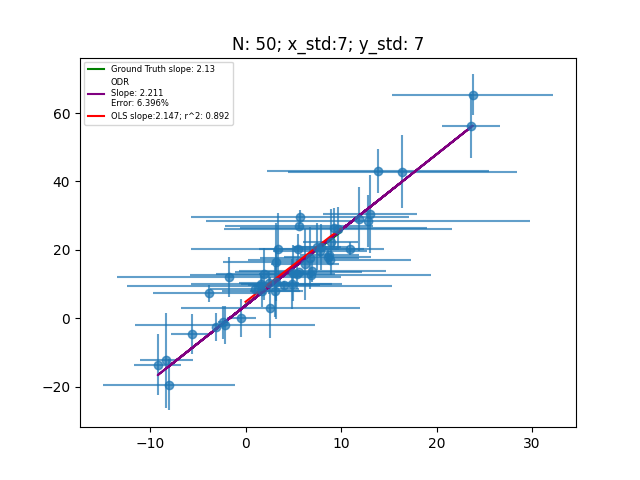 N: 50; x_std:7; y_std: 7
Ground Truth slope: 2.13
ODR
Slope: 2.211
Error: 6.396%
OLS slope:2.147; r^2: 0.892
60
40
20
0
−20
−10
0
10
20
30